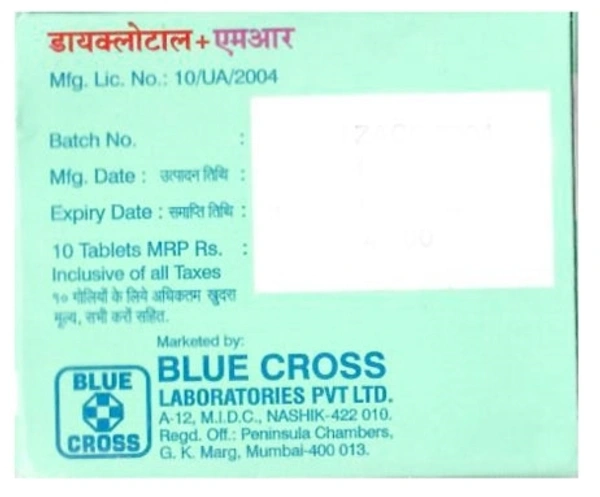 डायक्लोटाल+एमआर
Mfg. Lic. No.: 10/UA/2004
Batch No. :
Mfg. Date : उत्पादन तिथि :
Expiry Date : समाप्ति तिथि :
10 Tablets MRP Rs. :
Inclusive of all Taxes
१० गोलियों के लिये अधिकतम खुदरा
मूल्य, सभी करों सहित.
Marketed by:
BLUE CROSS
LABORATORIES PVT LTD.
A-12, M.I.D.C., NASHIK-422 010.
Regd. Off.: Peninsula Chambers,
G. K. Marg, Mumbai-400 013.
BLUE
CROSS